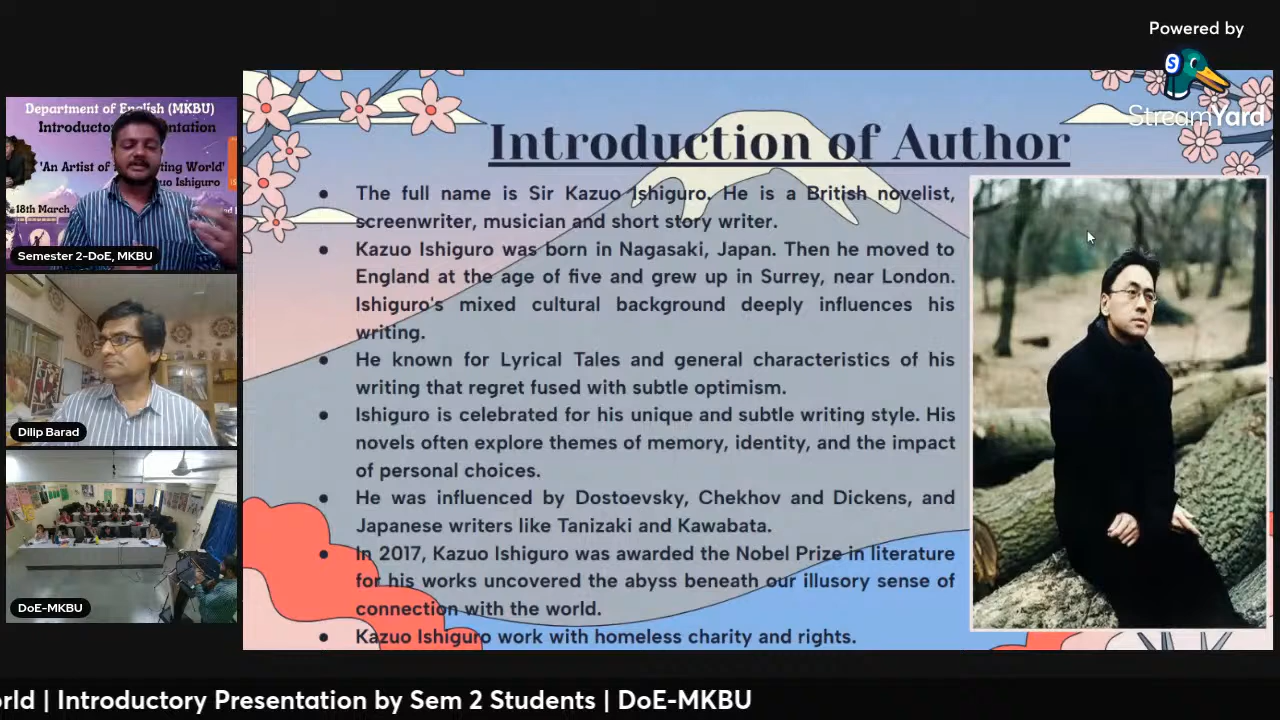 Powered by
StreamYard
Department of English (MKBU)
'An Artist of
ting World'
Ishiguro
18th March
Semester 2-DoE, MKBU
Dilip Barad
DoE-MKBU
Introduction of Author
● The full name is Sir Kazuo Ishiguro. He is a British novelist,
screenwriter, musician and short story writer.
● Kazuo Ishiguro was born in Nagasaki, Japan. Then he moved to
England at the age of five and grew up in Surrey, near London.
Ishiguro's mixed cultural background deeply influences his
writing.
● He known for Lyrical Tales and general characteristics of his
writing that regret fused with subtle optimism.
● Ishiguro is celebrated for his unique and subtle writing style. His
novels often explore themes of memory, identity, and the impact
of personal choices.
● He was influenced by Dostoevsky, Chekhov and Dickens, and
Japanese writers like Tanizaki and Kawabata.
● In 2017, Kazuo Ishiguro was awarded the Nobel Prize in literature
for his works uncovered the abyss beneath our illusory sense of
connection with the world.
● Kazuo Ishiguro work with homeless charity and rights.
rld | Introductory Presentation by Sem 2 Students | DoE-MKBU